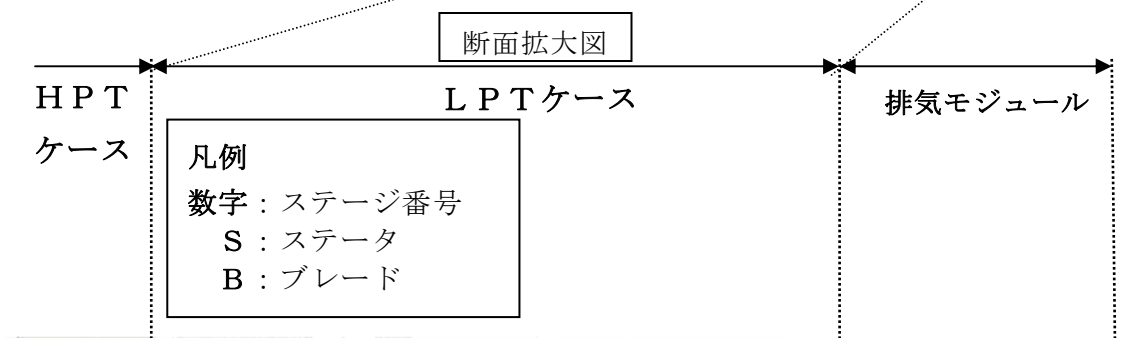 断面拡大図
HPT
ケース
LPTケース
排気モジュール
凡例
数字：ステージ番号
S：ステータ
B：ブレード